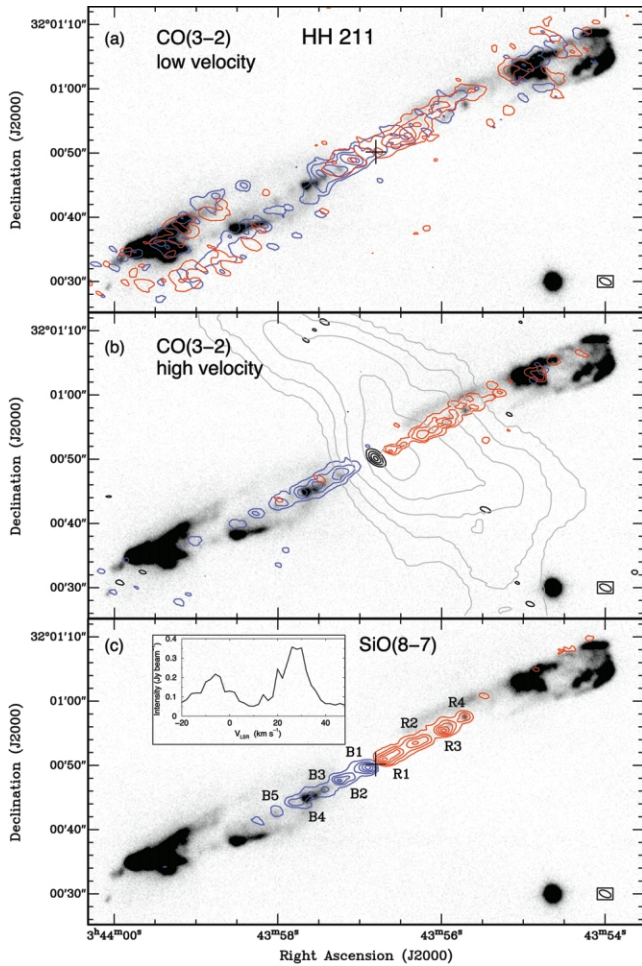 32°01'10"
(a)
CO(3−2)
low velocity
HH 211
01'00"
00'50"
00'40"
00'30"
Declination (J2000)
32°01'10"
(b)
CO(3−2)
high velocity
01'00"
00'50"
00'40"
00'30"
Declination (J2000)
32°01'10"
(c)
SiO(8−7)
0.4
0.3
0.2
0.1
0
Intensity (Jy beam⁻
−20
0
20
40
V_LSR (km s⁻¹)
01'00"
00'50"
00'40"
00'30"
R4
R2
R3
R1
B1
B3
B2
B5
B4
Declination (J2000)
3ʰ44ᵐ00ˢ
43ᵐ58ˢ
43ᵐ56ˢ
43ᵐ54ˢ
Right Ascension (J2000)